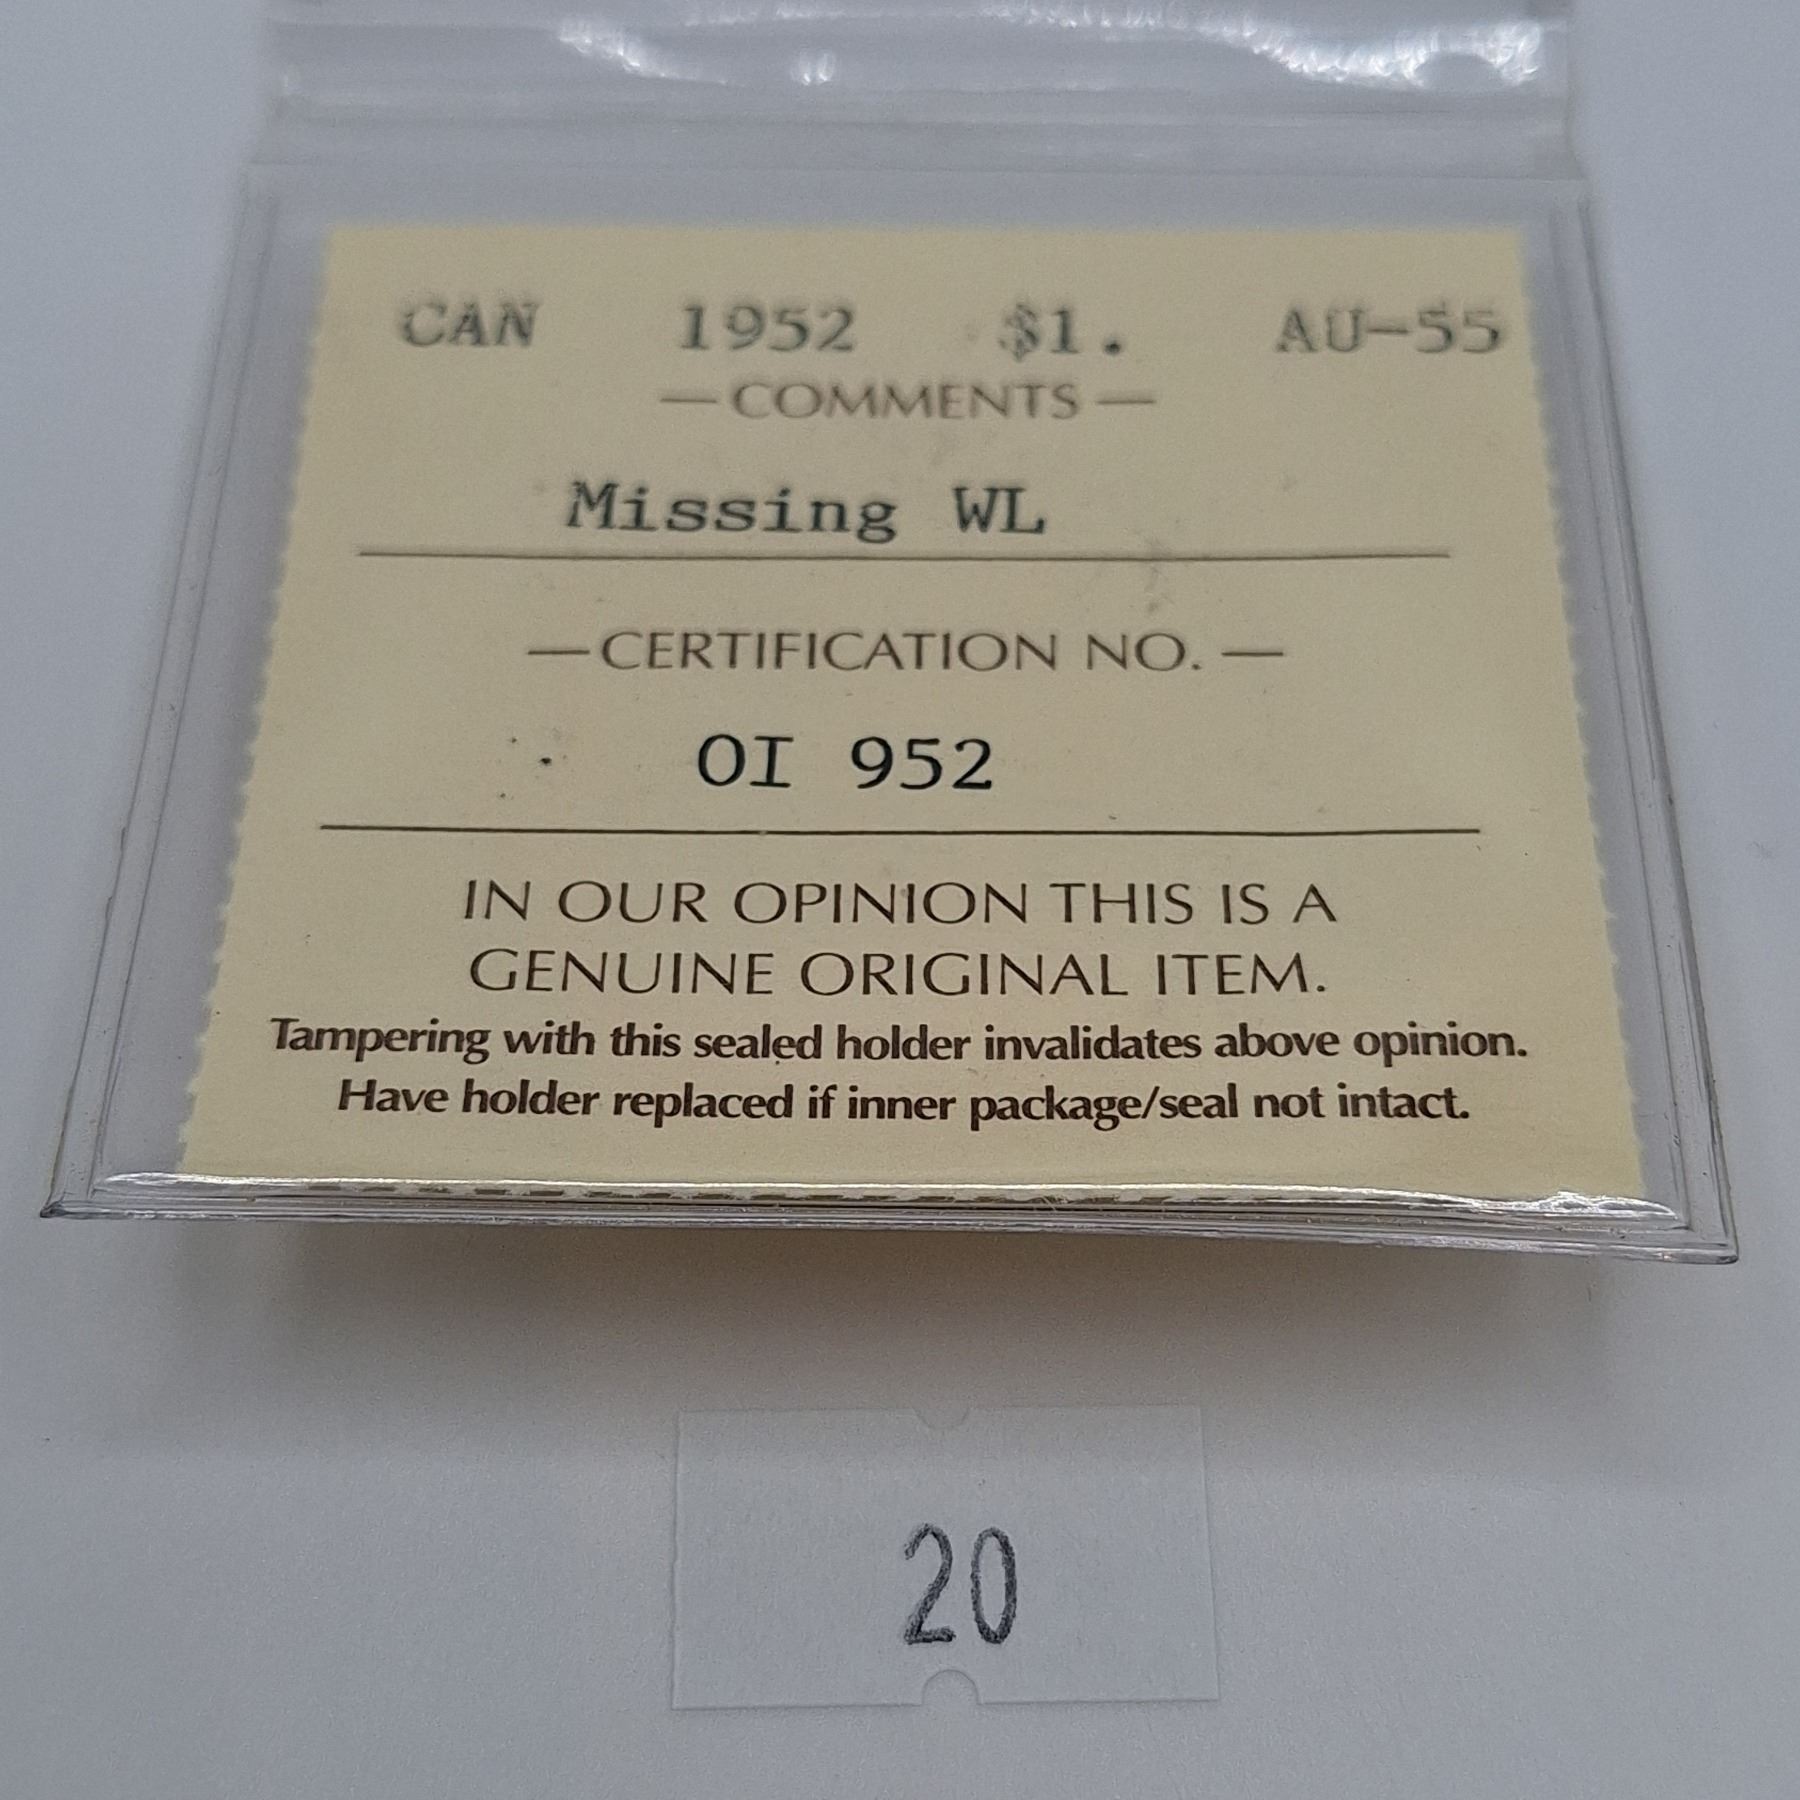 CAN 1952 $1. AU-55
— COMMENTS —
Missing WL
— CERTIFICATION NO. —
OI 952
IN OUR OPINION THIS IS A
GENUINE ORIGINAL ITEM.
Tampering with this sealed holder invalidates above opinion.
Have holder replaced if inner package/seal not intact.
20